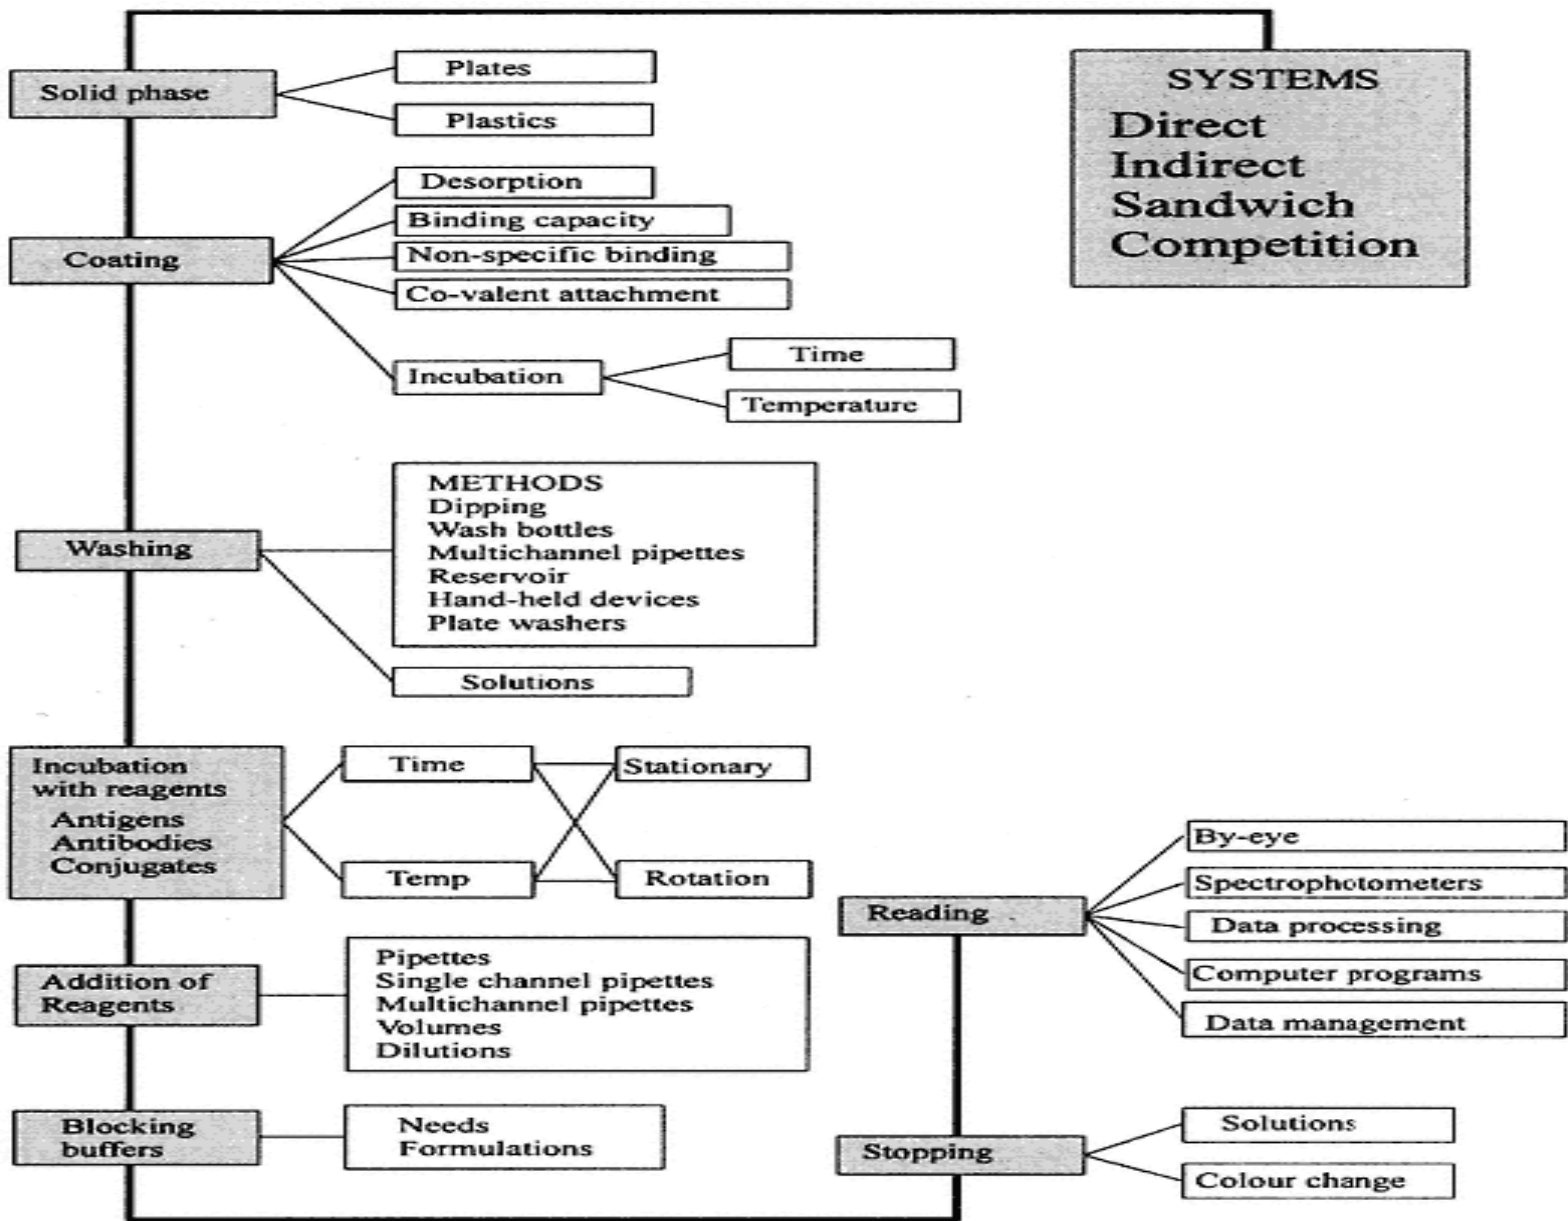 Solid phase
Plates
Plastics
SYSTEMS
Direct
Indirect
Sandwich
Competition
Coating
Desorption
Binding capacity
Non-specific binding
Co-valent attachment
Incubation
Time
Temperature
Washing
METHODS
Dipping
Wash bottles
Multichannel pipettes
Reservoir
Hand-held devices
Plate washers
Solutions
Incubation
with reagents
Antigens
Antibodies
Conjugates
Time
Temp
Stationary
Rotation
Addition of
Reagents
Pipettes
Single channel pipettes
Multichannel pipettes
Volumes
Dilutions
Blocking
buffers
Needs
Formulations
Reading
By-eye
Spectrophotometers
Data processing
Computer programs
Data management
Stopping
Solutions
Colour change